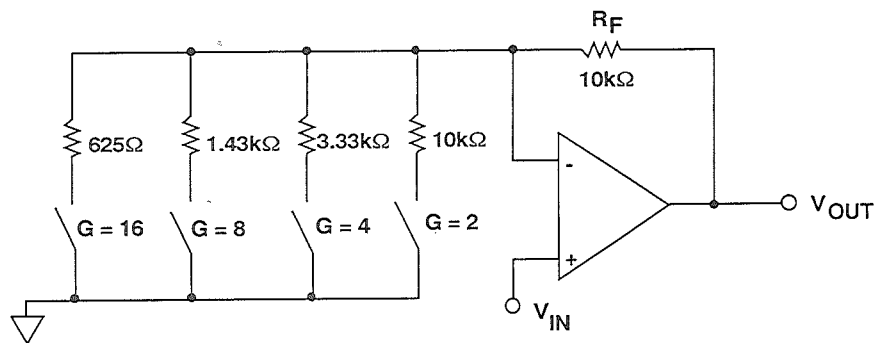 R_F
10kΩ
625Ω
1.43kΩ
3.33kΩ
10kΩ
G = 16
G = 8
G = 4
G = 2
-
+
V_OUT
V_IN